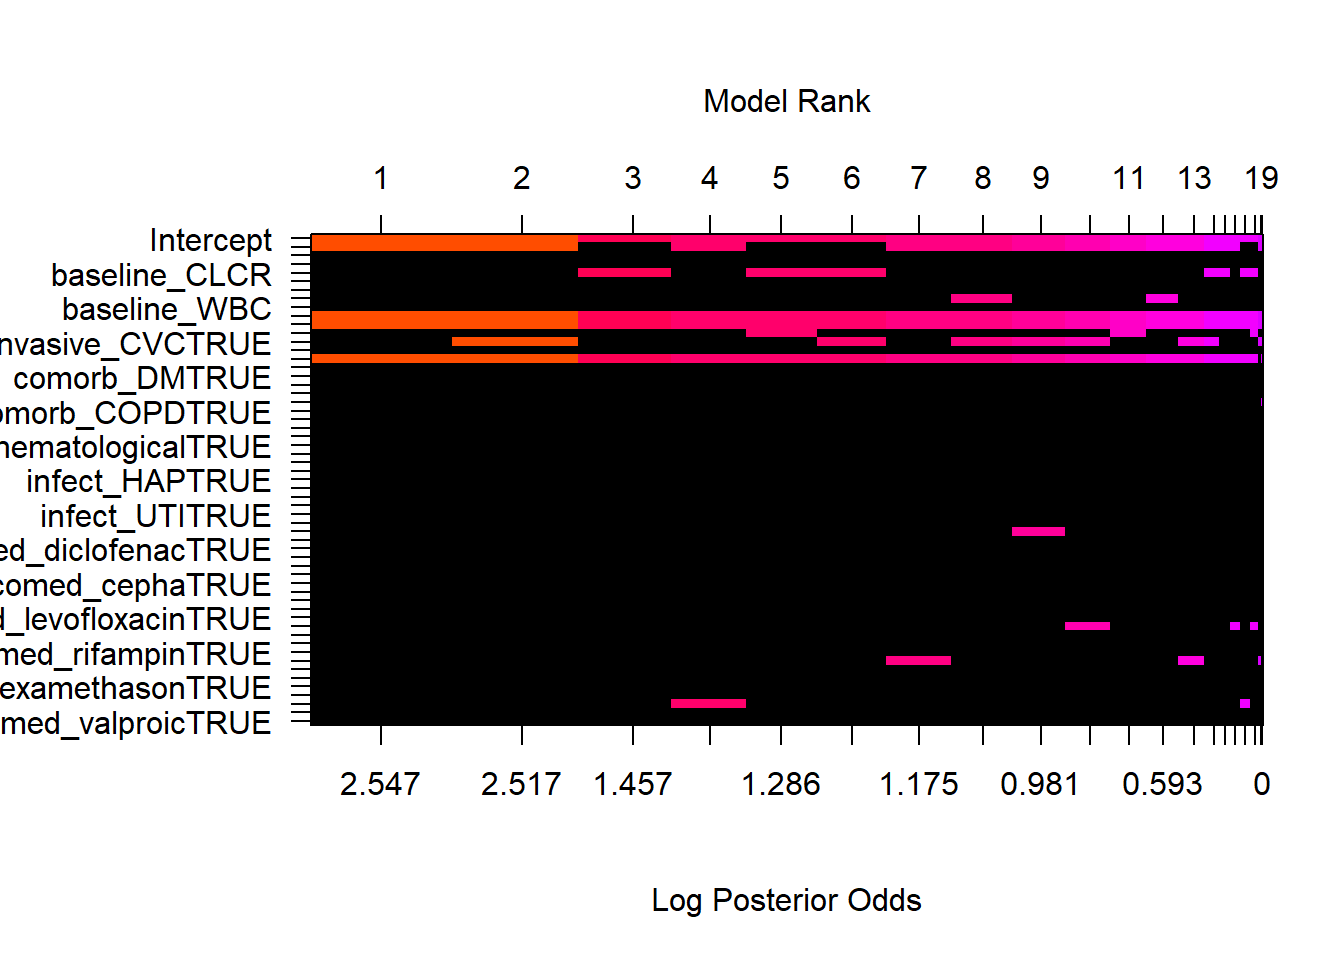 Model Rank
1 2 3 4 5 6 7 8 9 11 13 19
Intercept
baseline_CLCR
baseline_WBC
nvasive_CVCTRUE
comorb_DMTRUE
omorb_COPDTRUE
hematologicalTRUE
infect_HAPTRUE
infect_UTITRUE
ed_diclofenacTRUE
comed_cephaTRUE
d_levofloxacinTRUE
med_rifampinTRUE
examethasonTRUE
med_valproicTRUE
2.547 2.517 1.457 1.286 1.175 0.981 0.593 0
Log Posterior Odds